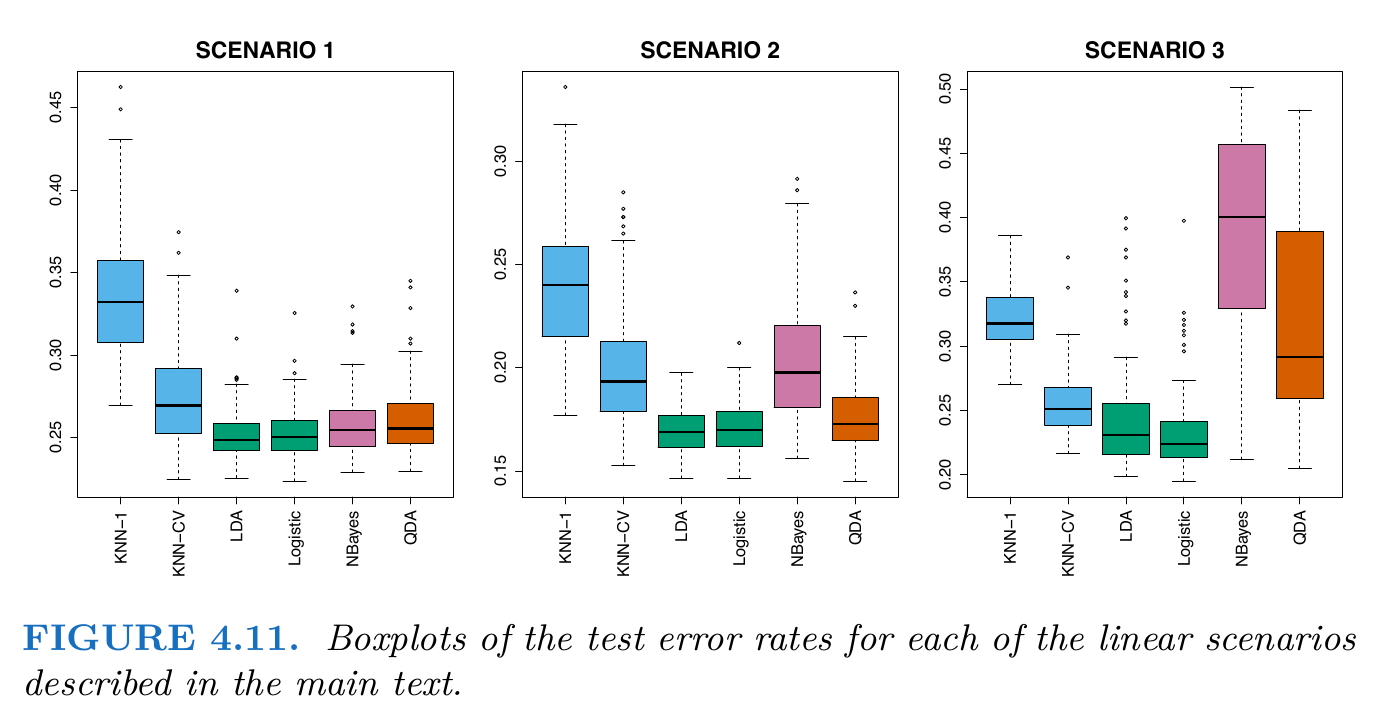 SCENARIO 1
SCENARIO 2
SCENARIO 3
0.45
0.40
0.35
0.30
0.25
KNN−1
KNN−CV
LDA
Logistic
NBayes
QDA
0.30
0.25
0.20
0.15
KNN−1
KNN−CV
LDA
Logistic
NBayes
QDA
0.50
0.45
0.40
0.35
0.30
0.25
0.20
KNN−1
KNN−CV
LDA
Logistic
NBayes
QDA
FIGURE 4.11. Boxplots of the test error rates for each of the linear scenarios
described in the main text.